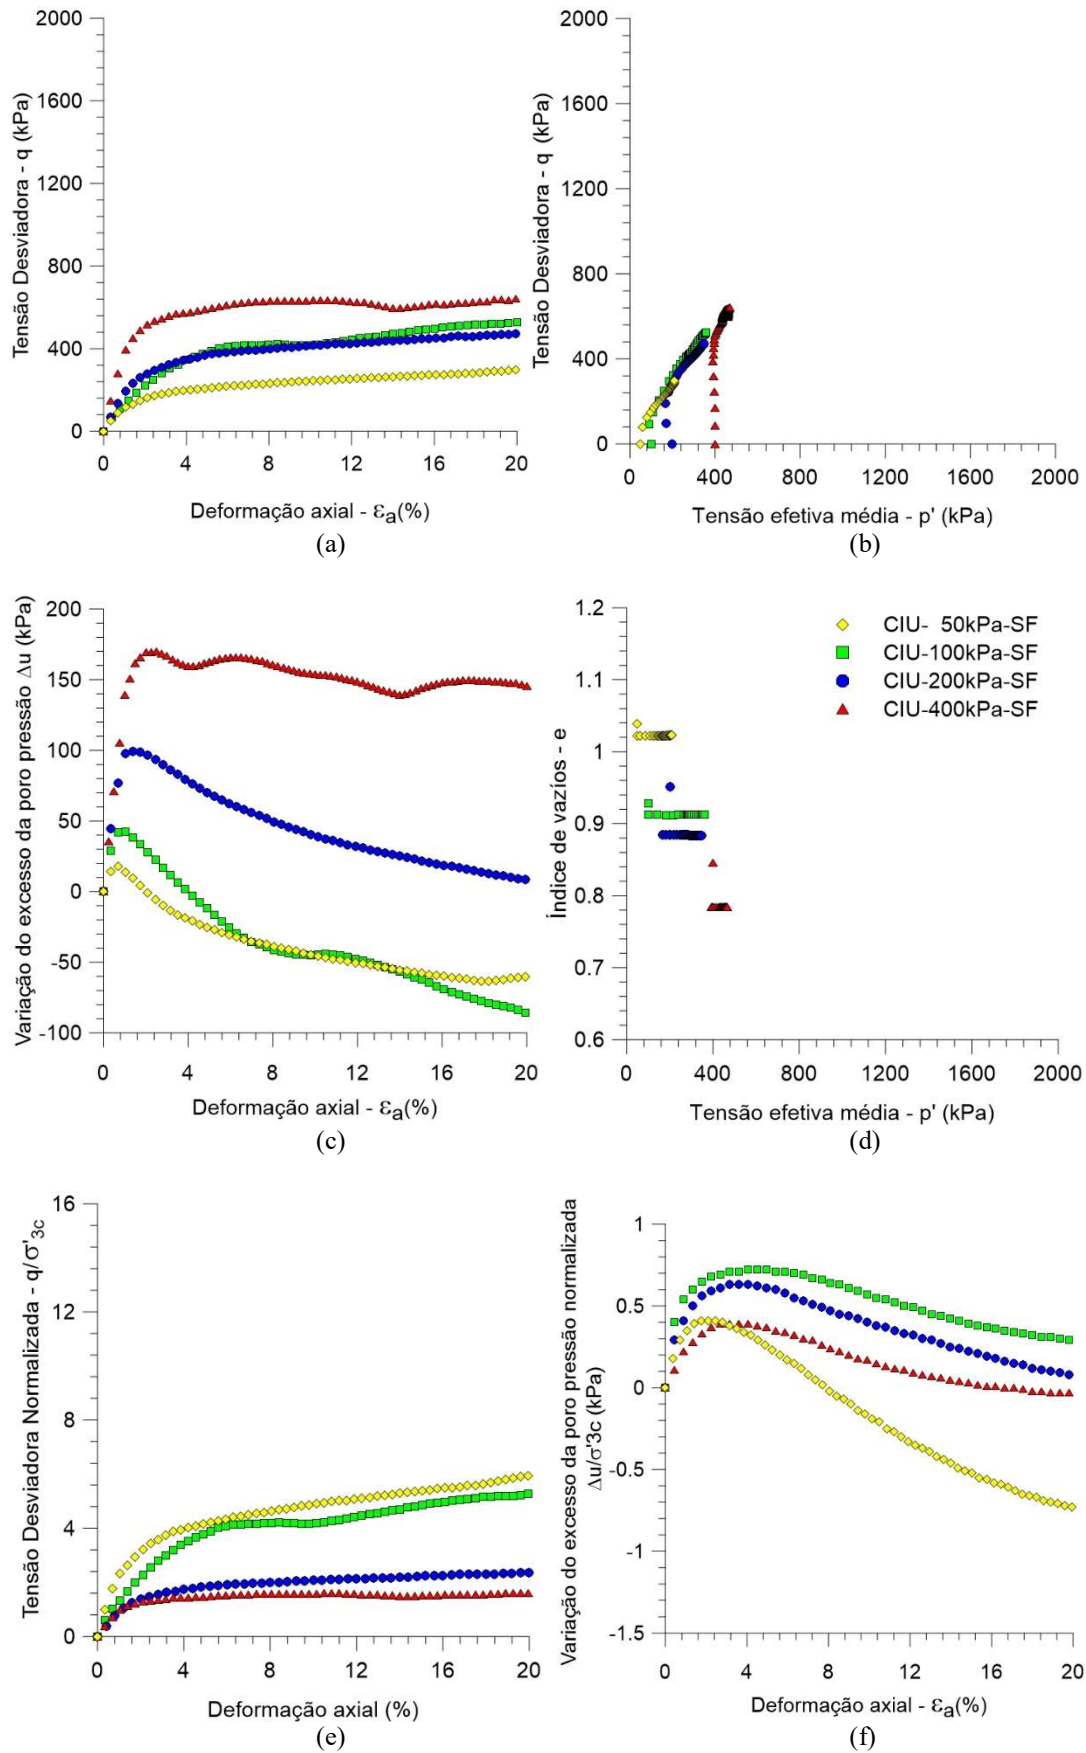 2000
1600
1200
800
400
0
Tensão Desviadora - q (kPa)
0 4 8 12 16 20
Deformação axial - εa(%)
(a)
2000
1600
1200
800
400
0
Tensão Desviadora - q (kPa)
0 400 800 1200 1600 2000
Tensão efetiva média - p' (kPa)
(b)
200
150
100
50
0
-50
-100
Variação do excesso da poro pressão Δu (kPa)
0 4 8 12 16 20
Deformação axial - εa(%)
(c)
1.2
1.1
1
0.9
0.8
0.7
0.6
Índice de vazios - e
CIU- 50kPa-SF
CIU-100kPa-SF
CIU-200kPa-SF
CIU-400kPa-SF
0 400 800 1200 1600 2000
Tensão efetiva média - p' (kPa)
(d)
16
12
8
4
0
Tensão Desviadora Normalizada - q/σ'3c
0 4 8 12 16 20
Deformação axial (%)
(e)
1
0.5
0
-0.5
-1
-1.5
Variação do excesso da poro pressão normalizada
Δu/σ'3c (kPa)
0 4 8 12 16 20
Deformação axial - εa(%)
(f)